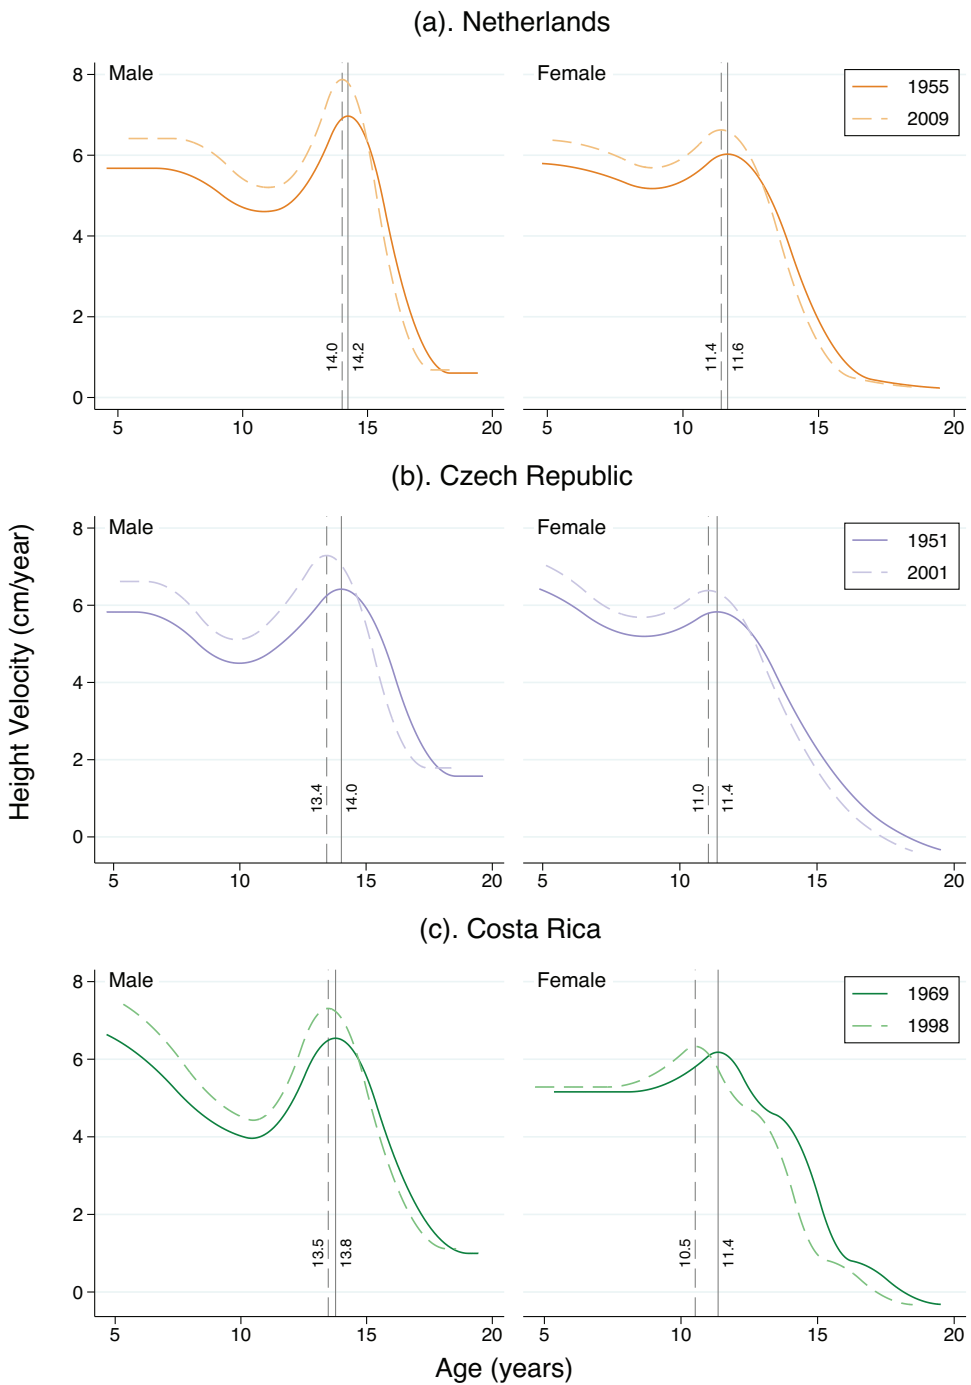 (a). Netherlands
Male
Female
1955
2009
8
6
4
2
0
14.0
14.2
11.4
11.6
5 10 15 20
5 10 15 20
(b). Czech Republic
Male
Female
1951
2001
8
6
4
2
0
13.4
14.0
11.0
11.4
5 10 15 20
5 10 15 20
Height Velocity (cm/year)
(c). Costa Rica
Male
Female
1969
1998
8
6
4
2
0
13.5
13.8
10.5
11.4
5 10 15 20
5 10 15 20
Age (years)